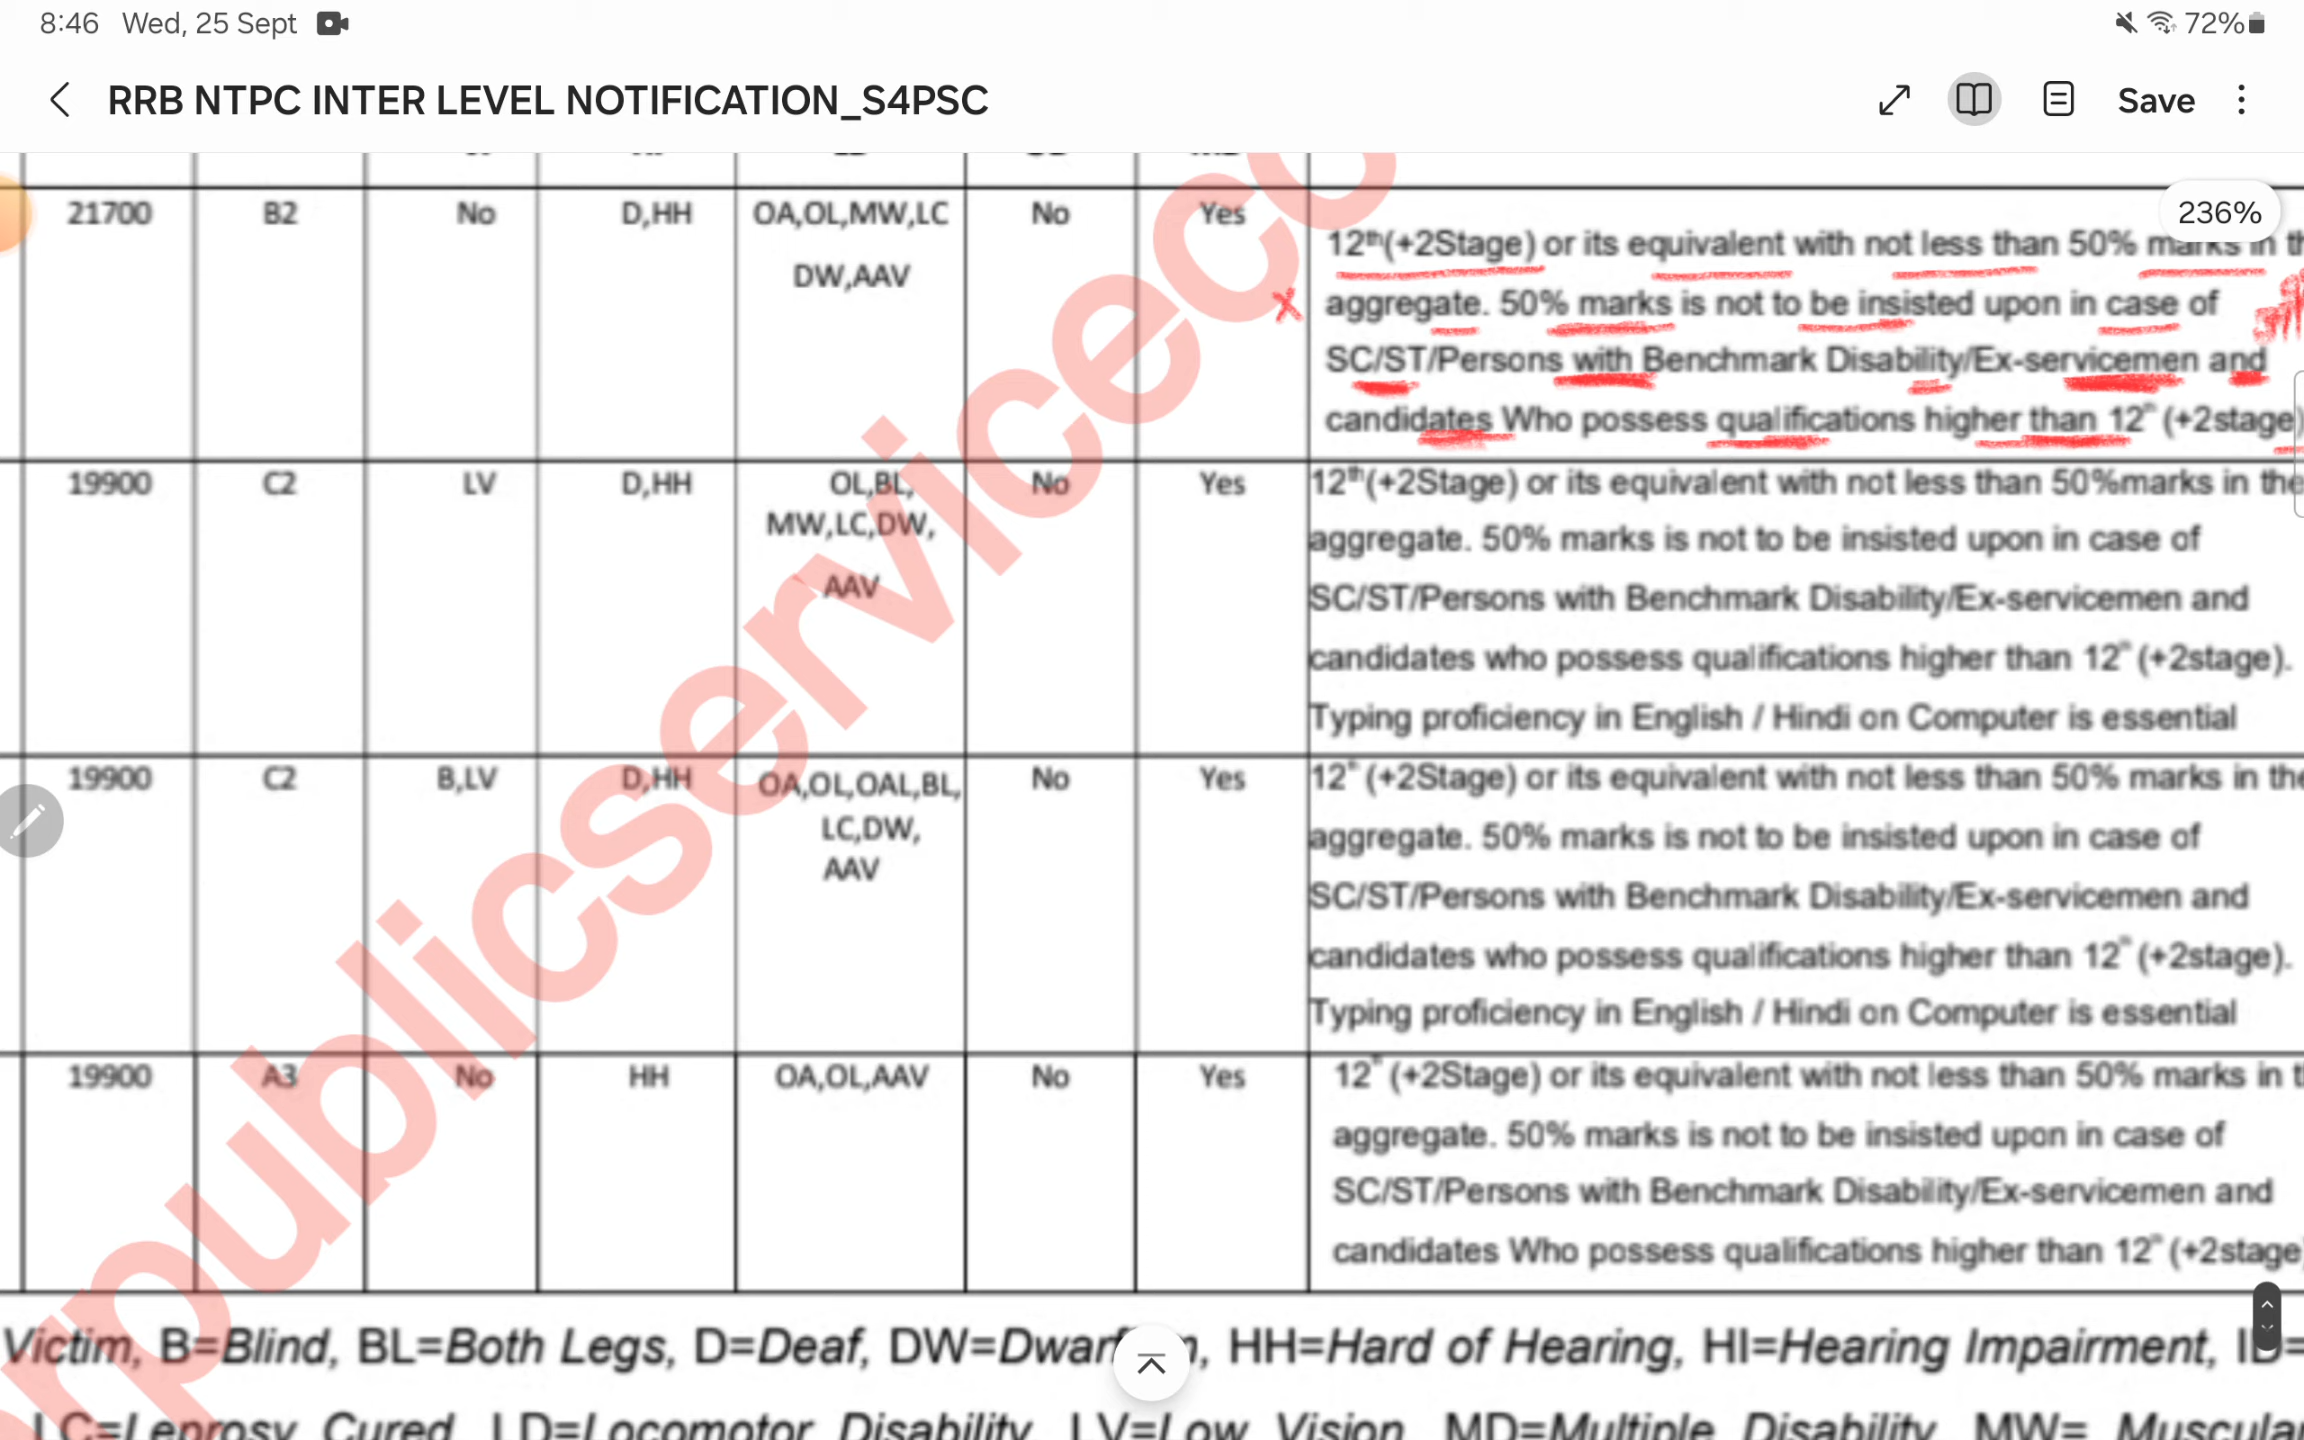 8:46 Wed, 25 Sept 72%
RRB NTPC INTER LEVEL NOTIFICATION_S4PSC Save
236%
21700 B2 No D,HH OA,OL,MW,LC No Yes
DW,AAV
12th(+2Stage) or its equivalent with not less than 50% marks in th
aggregate. 50% marks is not to be insisted upon in case of
SC/ST/Persons with Benchmark Disability/Ex-servicemen and
candidates Who possess qualifications higher than 12th (+2stage)
19900 C2 LV D,HH OL,BL, No Yes
MW,LC,DW,
AAV
12th(+2Stage) or its equivalent with not less than 50%marks in the
aggregate. 50% marks is not to be insisted upon in case of
SC/ST/Persons with Benchmark Disability/Ex-servicemen and
candidates who possess qualifications higher than 12th (+2stage).
Typing proficiency in English / Hindi on Computer is essential
19900 C2 B,LV D,HH OA,OL,OAL,BL, No Yes
LC,DW,
AAV
12th (+2Stage) or its equivalent with not less than 50% marks in the
aggregate. 50% marks is not to be insisted upon in case of
SC/ST/Persons with Benchmark Disability/Ex-servicemen and
candidates who possess qualifications higher than 12th (+2stage).
Typing proficiency in English / Hindi on Computer is essential
19900 A3 No HH OA,OL,AAV No Yes
12th (+2Stage) or its equivalent with not less than 50% marks in t
aggregate. 50% marks is not to be insisted upon in case of
SC/ST/Persons with Benchmark Disability/Ex-servicemen and
candidates Who possess qualifications higher than 12th (+2stage
Victim, B=Blind, BL=Both Legs, D=Deaf, DW=Dwarfism, HH=Hard of Hearing, HI=Hearing Impairment, ID=
LC=Leprosy Cured, LD=Locomotor Disability, LV=Low Vision, MD=Multiple Disability, MW= Muscular
rpublicservicec